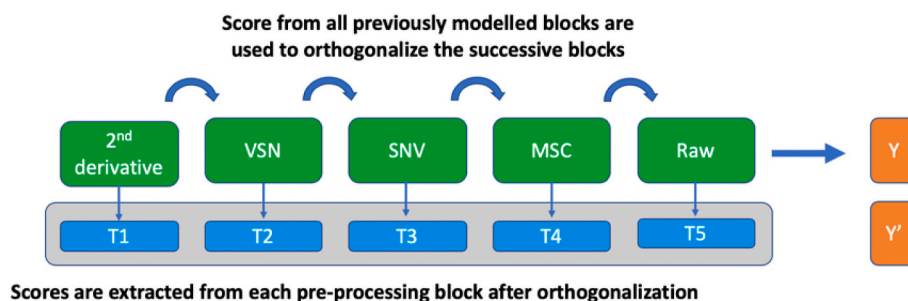 Score from all previously modelled blocks are
used to orthogonalize the successive blocks
2nd
derivative
VSN
SNV
MSC
Raw
Y
T1
T2
T3
T4
T5
Y'
Scores are extracted from each pre-processing block after orthogonalization